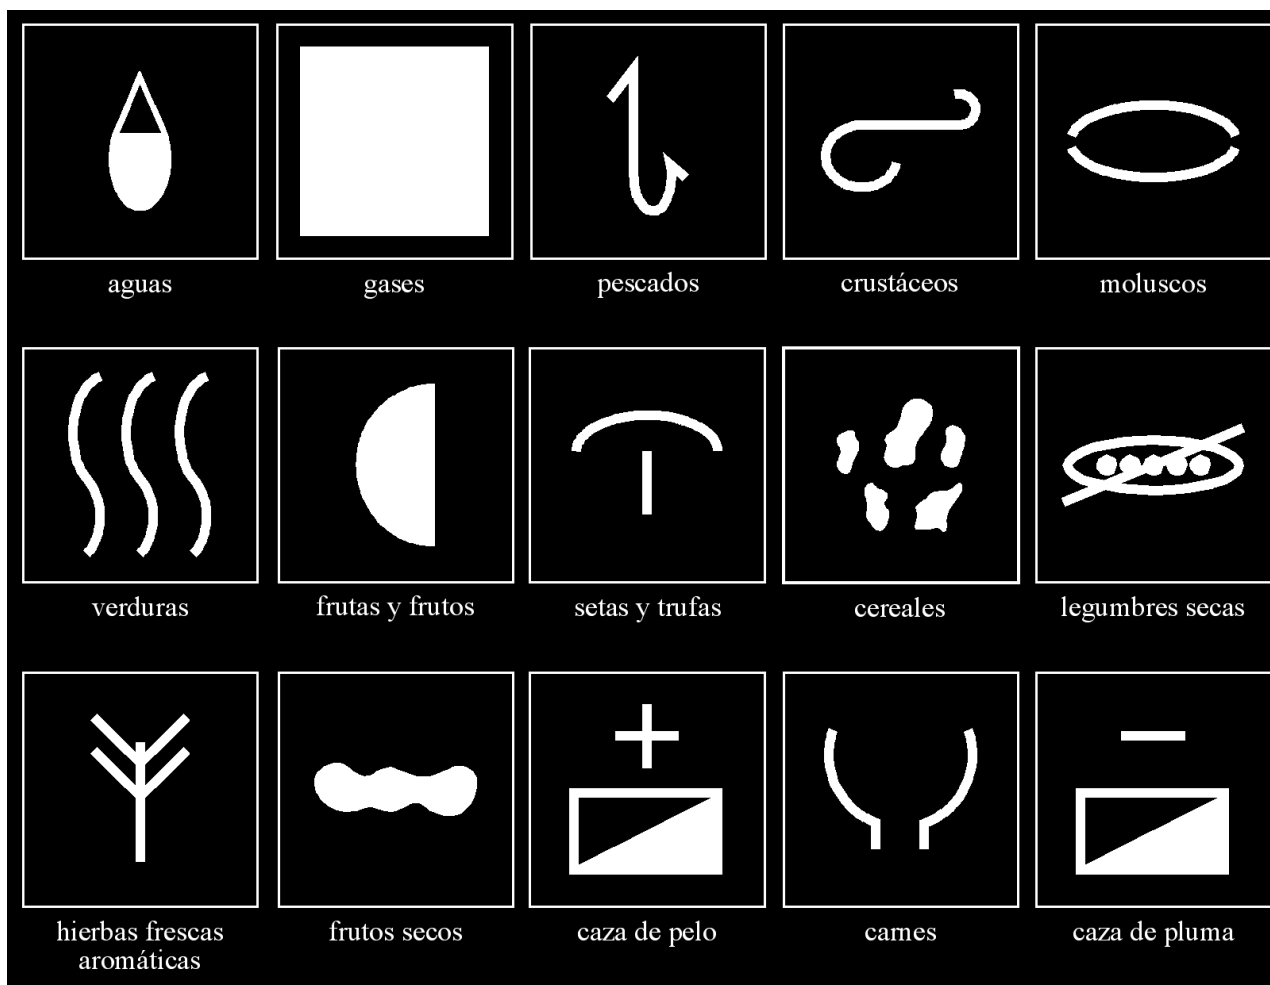 aguas
gases
pescados
crustáceos
moluscos
verduras
frutas y frutos
setas y trufas
cereales
legumbres secas
hierbas frescas
aromáticas
frutos secos
caza de pelo
carnes
caza de pluma